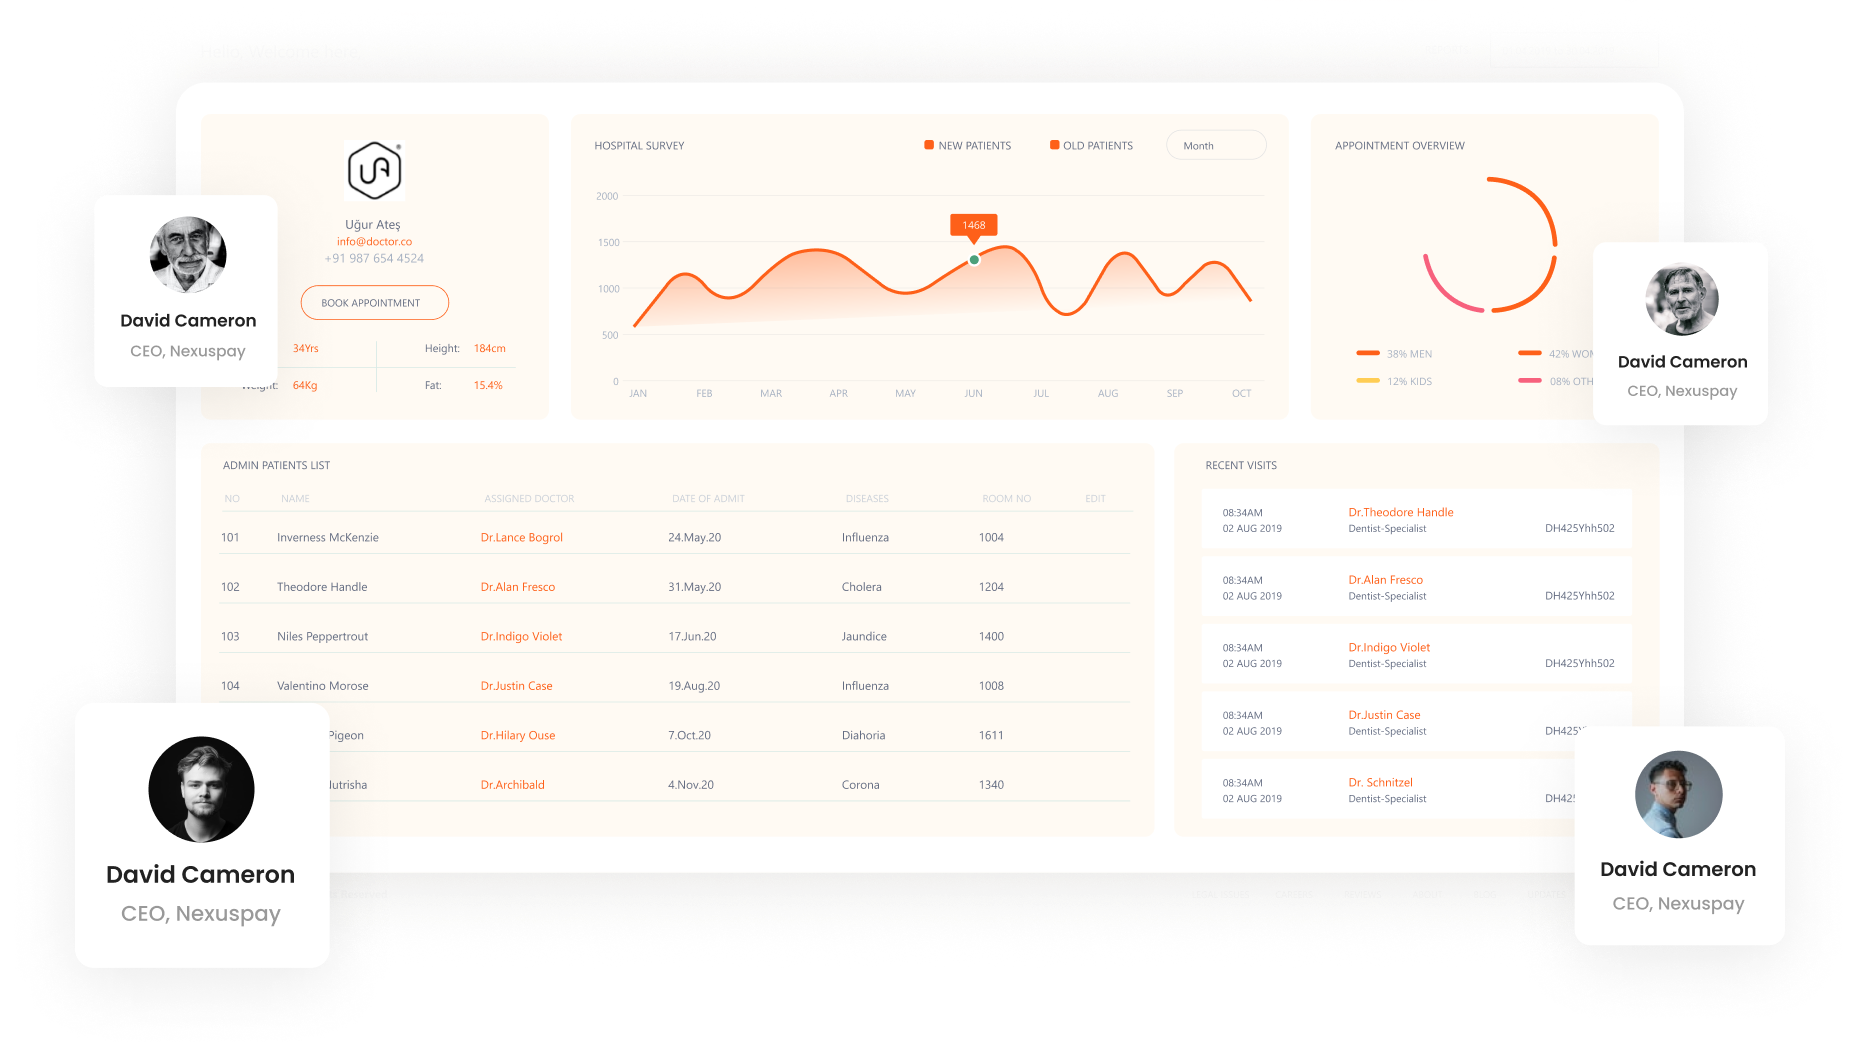 Uğur Ateş
info@doctor.co
+91 987 654 4524
BOOK APPOINTMENT
34Yrs
Height: 184cm
Weight: 64Kg
Fat: 15.4%
David Cameron
CEO, Nexuspay
HOSPITAL SURVEY
NEW PATIENTS
OLD PATIENTS
Month
2000
1500
1000
500
0
1468
JAN FEB MAR APR MAY JUN JUL AUG SEP OCT
APPOINTMENT OVERVIEW
38% MEN
42% WOM
12% KIDS
08% OTH
David Cameron
CEO, Nexuspay
ADMIN PATIENTS LIST
NO NAME ASSIGNED DOCTOR DATE OF ADMIT DISEASES ROOM NO EDIT
101 Inverness McKenzie Dr.Lance Bogrol 24.May.20 Influenza 1004
102 Theodore Handle Dr.Alan Fresco 31.May.20 Cholera 1204
103 Niles Peppertrout Dr.Indigo Violet 17.Jun.20 Jaundice 1400
104 Valentino Morose Dr.Justin Case 19.Aug.20 Influenza 1008
Pigeon Dr.Hilary Ouse 7.Oct.20 Diahoria 1611
Nutrisha Dr.Archibald 4.Nov.20 Corona 1340
RECENT VISITS
08:34AM Dr.Theodore Handle
02 AUG 2019 Dentist-Specialist DH425Yhh502
08:34AM Dr.Alan Fresco
02 AUG 2019 Dentist-Specialist DH425Yhh502
08:34AM Dr.Indigo Violet
02 AUG 2019 Dentist-Specialist DH425Yhh502
08:34AM Dr.Justin Case
02 AUG 2019 Dentist-Specialist DH425Y
08:34AM Dr. Schnitzel
02 AUG 2019 Dentist-Specialist DH425
David Cameron
CEO, Nexuspay
David Cameron
CEO, Nexuspay